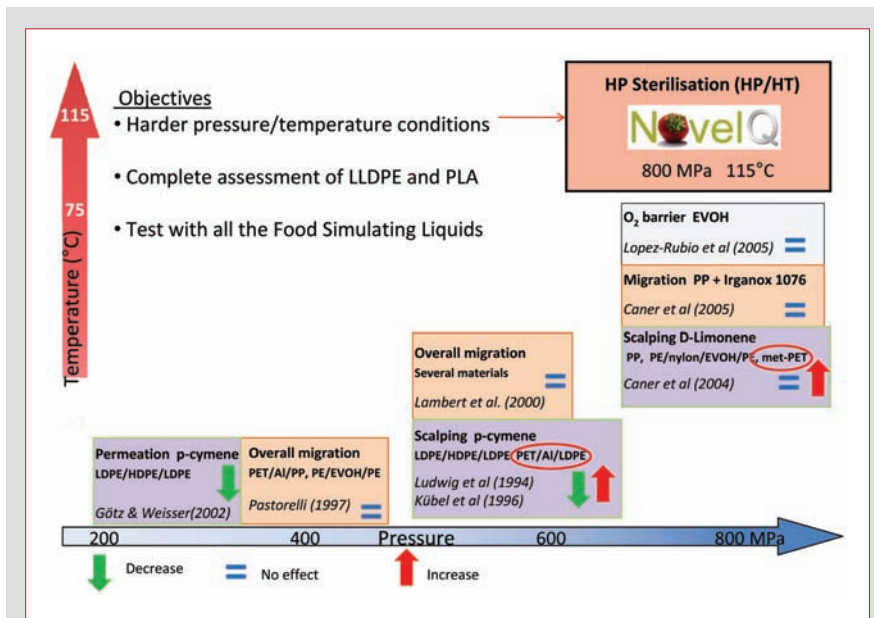 Objectives
• Harder pressure/temperature conditions
• Complete assessment of LLDPE and PLA
• Test with all the Food Simulating Liquids
HP Sterilisation (HP/HT)
NovelQ
800 MPa 115°C
115
75
Temperature (°C)
O2 barrier EVOH
Lopez-Rubio et al (2005)
=
Migration PP + Irganox 1076
Caner et al (2005)
=
Scalping D-Limonene
PP, PE/nylon/EVOH/PE, met-PET
Caner et al (2004)
=
Overall migration
Several materials
=
Lambert et al. (2000)
Scalping p-cymene
LDPE/HDPE/LDPE PET/Al/LDPE
Ludwig et al (1994)
Kübel et al (1996)
Permeation p-cymene
LDPE/HDPE/LDPE
Götz & Weisser(2002)
Overall migration
PET/Al/PP, PE/EVOH/PE
Pastorelli (1997)
=
200 400 Pressure 600 800 MPa
Decrease = No effect Increase